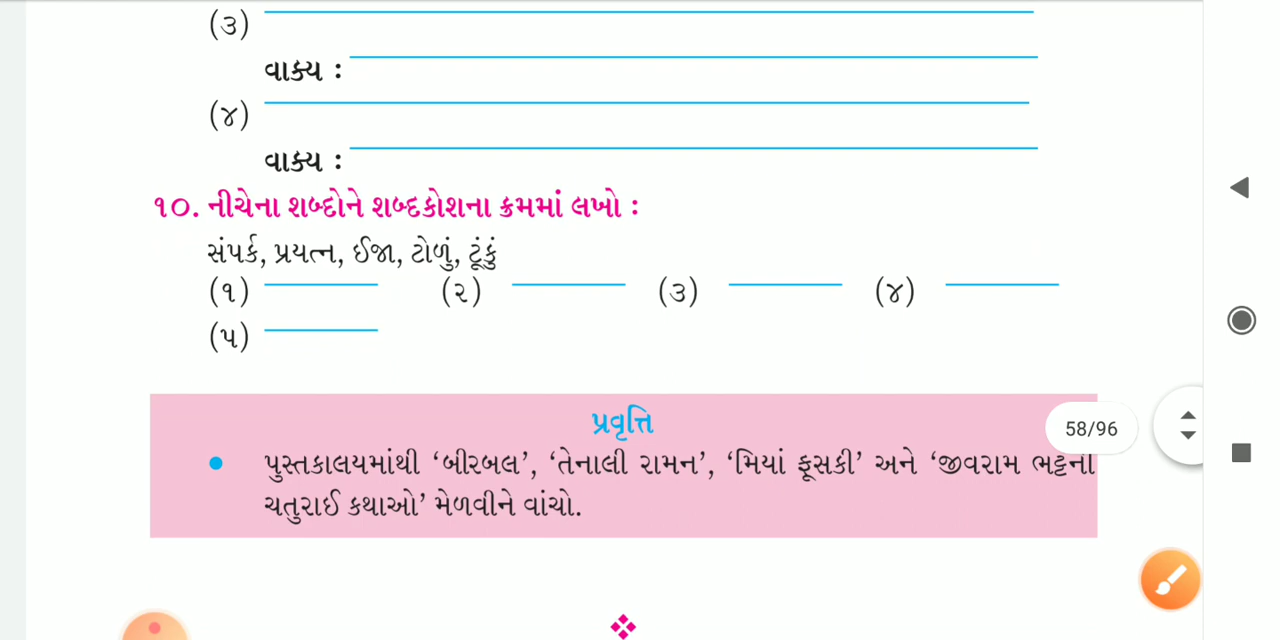 (૩)
વાક્ય :
(૪)
વાક્ય :
૧૦. નીચેના શબ્દોને શબ્દકોશના ક્રમમાં લખો :
સંપર્ક, પ્રયત્ન, ઈજા, ટોળું, ટૂંકું
(૧) (૨) (૩) (૪)
(૫)
પ્રવૃત્તિ
58/96
● પુસ્તકાલયમાંથી ‘બીરબલ’, ‘તેનાલી રામન’, ‘મિયાં ફૂસકી’ અને ‘જીવરામ ભટ્ટની
ચતુરાઈ કથાઓ’ મેળવીને વાંચો.